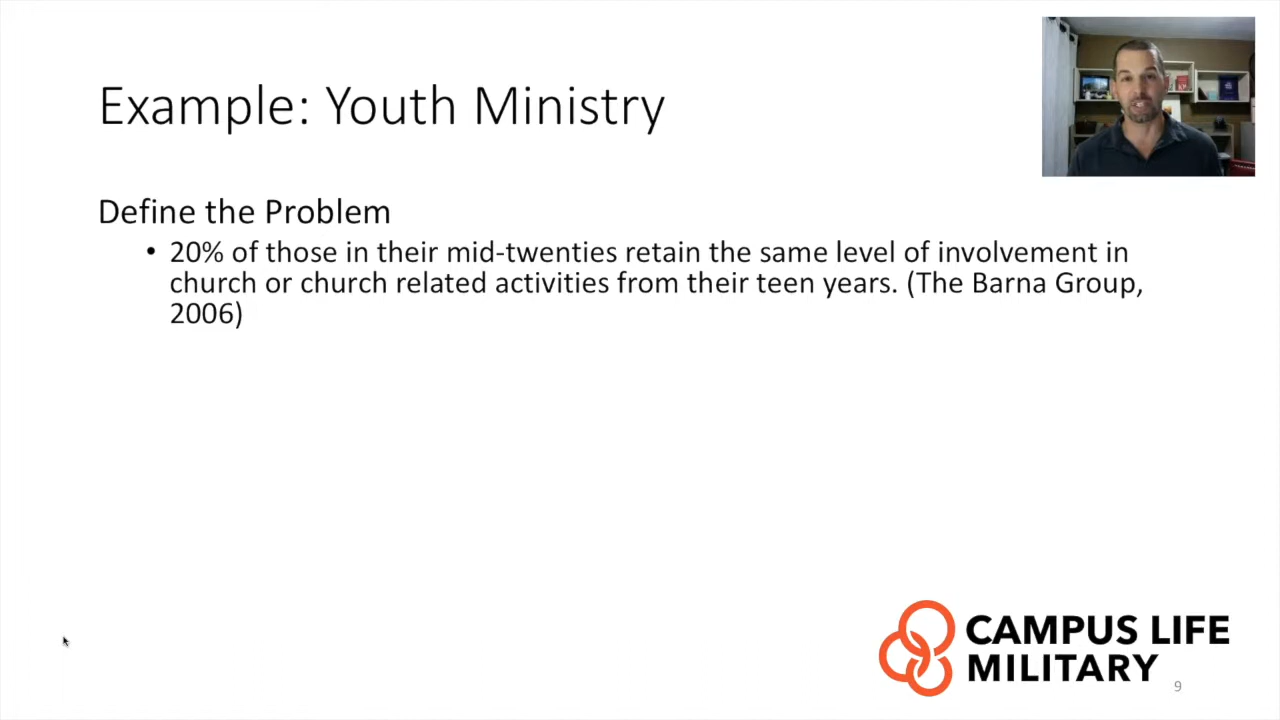 Example: Youth Ministry
Define the Problem
• 20% of those in their mid-twenties retain the same level of involvement in
church or church related activities from their teen years. (The Barna Group,
2006)
CAMPUS LIFE
MILITARY
9